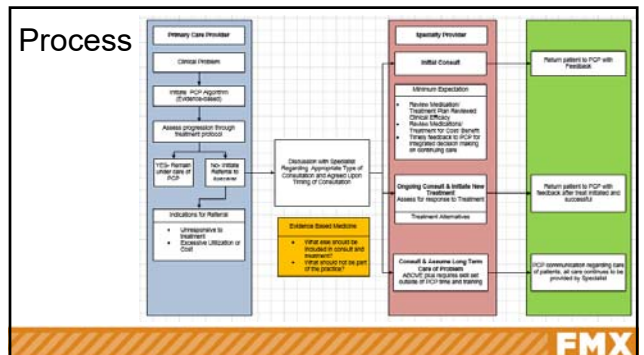 Process
Primary Care Provider
Clinical Problem
Initiate PCP Algorithm
(Evidence-based)
Assess progression through
treatment protocol
YES- Remain
under care of
PCP
No- Initiate
Referral to
Indications for Referral
• Unresponsive to
treatment
• Excessive Utilization or
Cost
Discussion with Specialist
Regarding Appropriate Type of
Consultation and Agreed Upon
Timing of Consultation
Evidence Based Medicine
• What else should be
included in consult and
treatment?
• What should not be part
of the practice?
Specialty Provider
Initial Consult
Minimum Expectation
• Review Medication/
Treatment Plan Reviewed
Clinical Efficacy
• Review Medications/
Treatment for Cost/ Benefit
• Timely feedback to PCP for
integrated decision making
on continuing care
Ongoing Consult & Initiate New
Treatment
Assess for response to Treatment
Treatment Alternatives
Consult & Assume Long Term
Care of Problem
ABOVE plus requires skill set
outside of PCP time and training
Return patient to PCP with
Feedback
Return patient to PCP with
feedback after treat initiated and
successful
PCP communication regarding care
of patients, all care continues to be
provided by Specialist
FMX